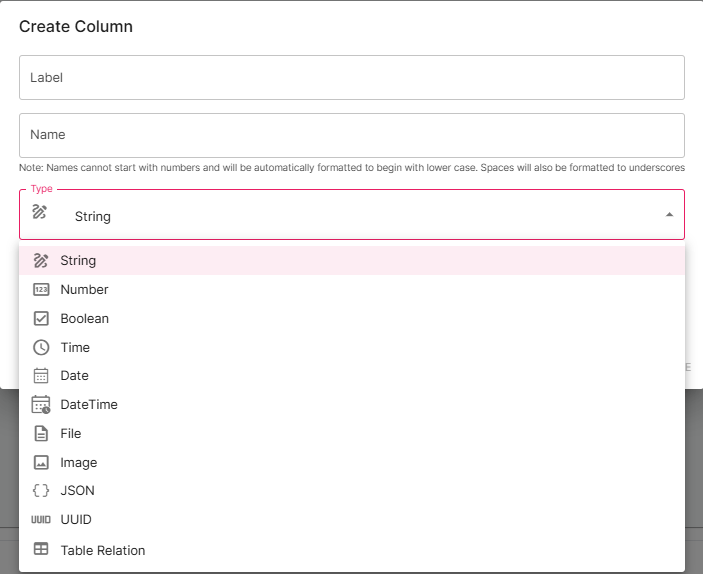 Create Column
Label
Name
Note: Names cannot start with numbers and will be automatically formatted to begin with lower case. Spaces will also be formatted to underscores
Type
String
String
123 Number
Boolean
Time
Date
DateTime
File
Image
{} JSON
UUID UUID
Table Relation